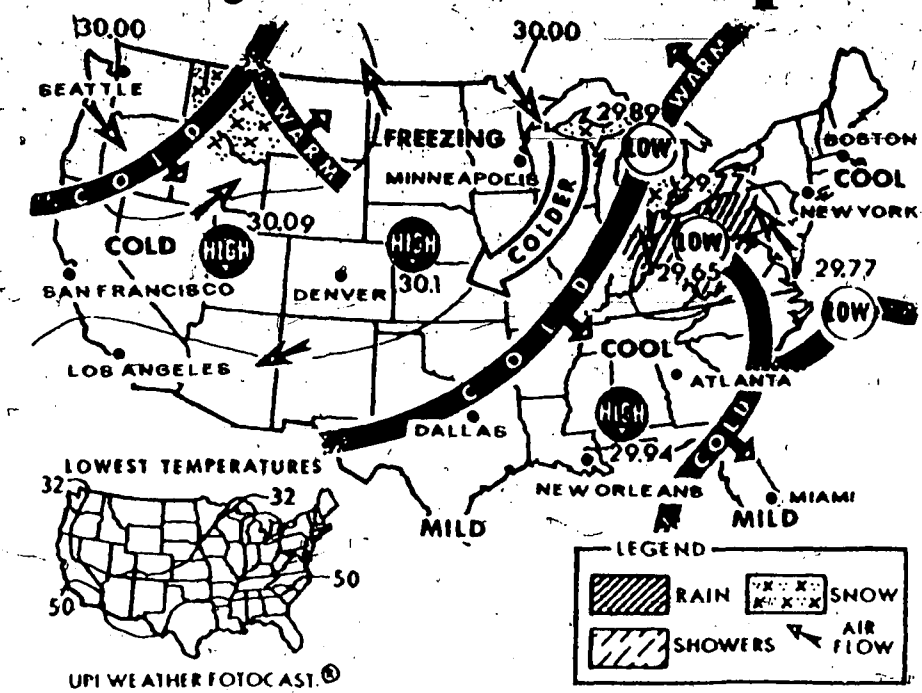 30.00
30.00
SEATTLE
COLD
WARM
FREEZING
MINNEAPOLIS
COLDER
29.89
LOW
WARM
29.77
BOSTON
COOL
NEW YORK
COLD
HIGH
30.09
HIGH
30.1
SAN FRANCISCO
DENVER
LOS ANGELES
COLD
LOW
29.65
29.77
LOW
COOL
ATLANTA
HIGH
29.94
DALLAS
NEW ORLEANS
COLD
MIAMI
MILD
MILD
LOWEST TEMPERATURES
32
32
50
50
UPI WEATHER FOTOCAST.®
LEGEND
RAIN
SNOW
SHOWERS
AIR
FLOW